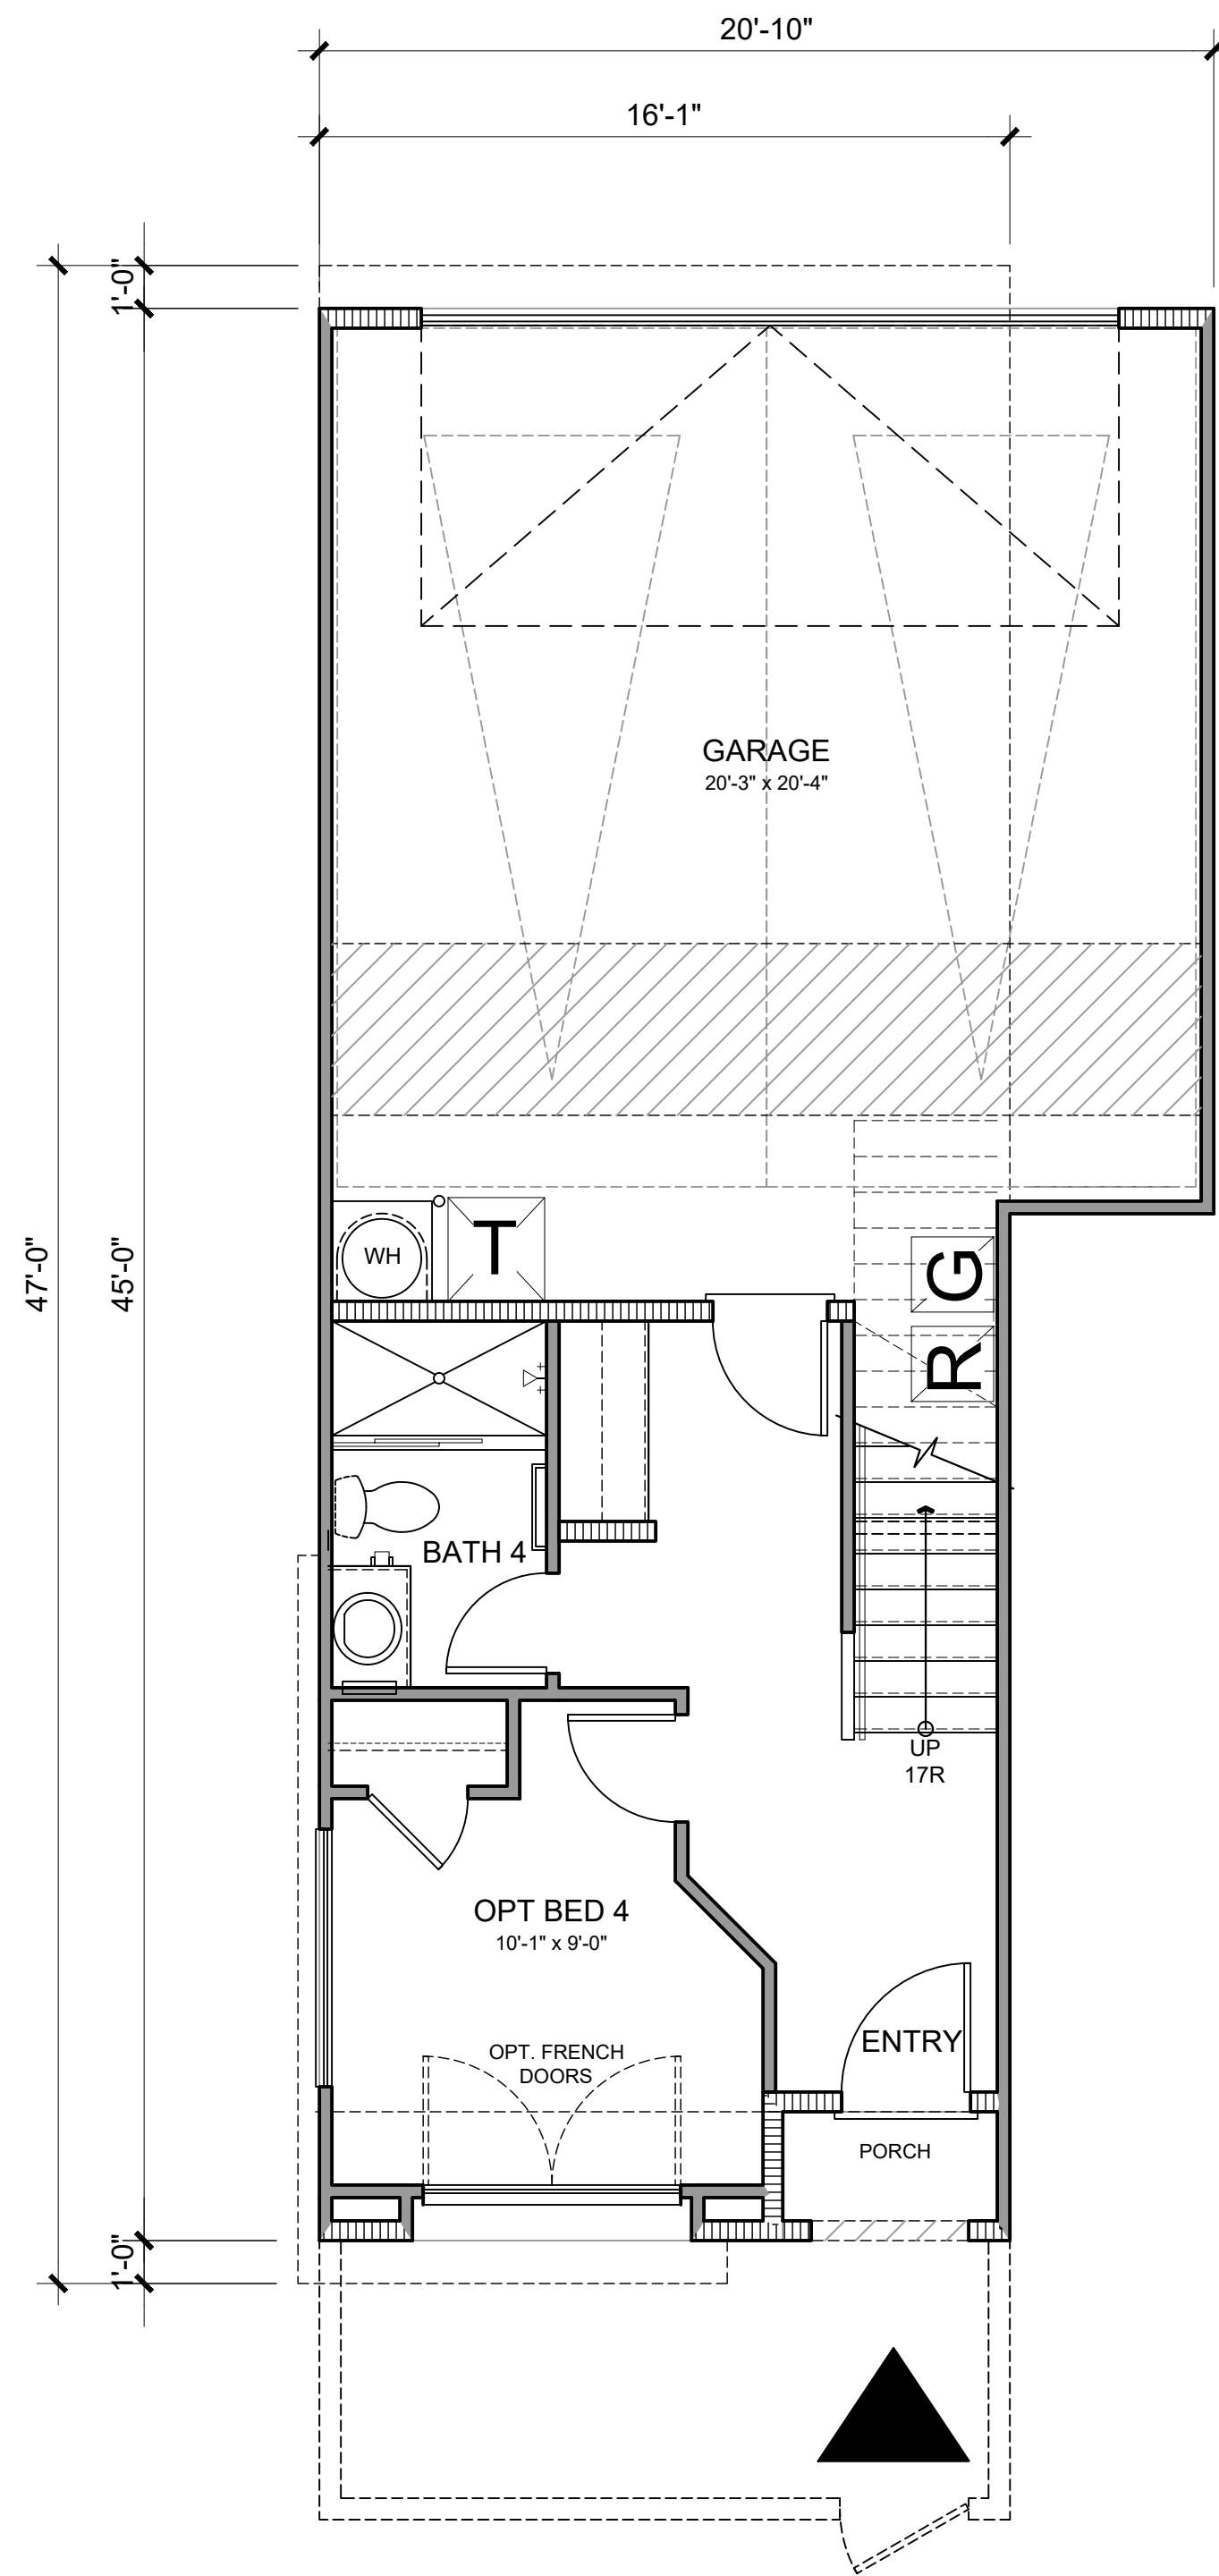 20'-10"
16'-1"
1'-0"
47'-0"
45'-0"
GARAGE
20'-3" x 20'-4"
WH
T
G
R
BATH 4
UP
17R
OPT BED 4
10'-1" x 9'-0"
OPT. FRENCH
DOORS
ENTRY
PORCH
1'-0"